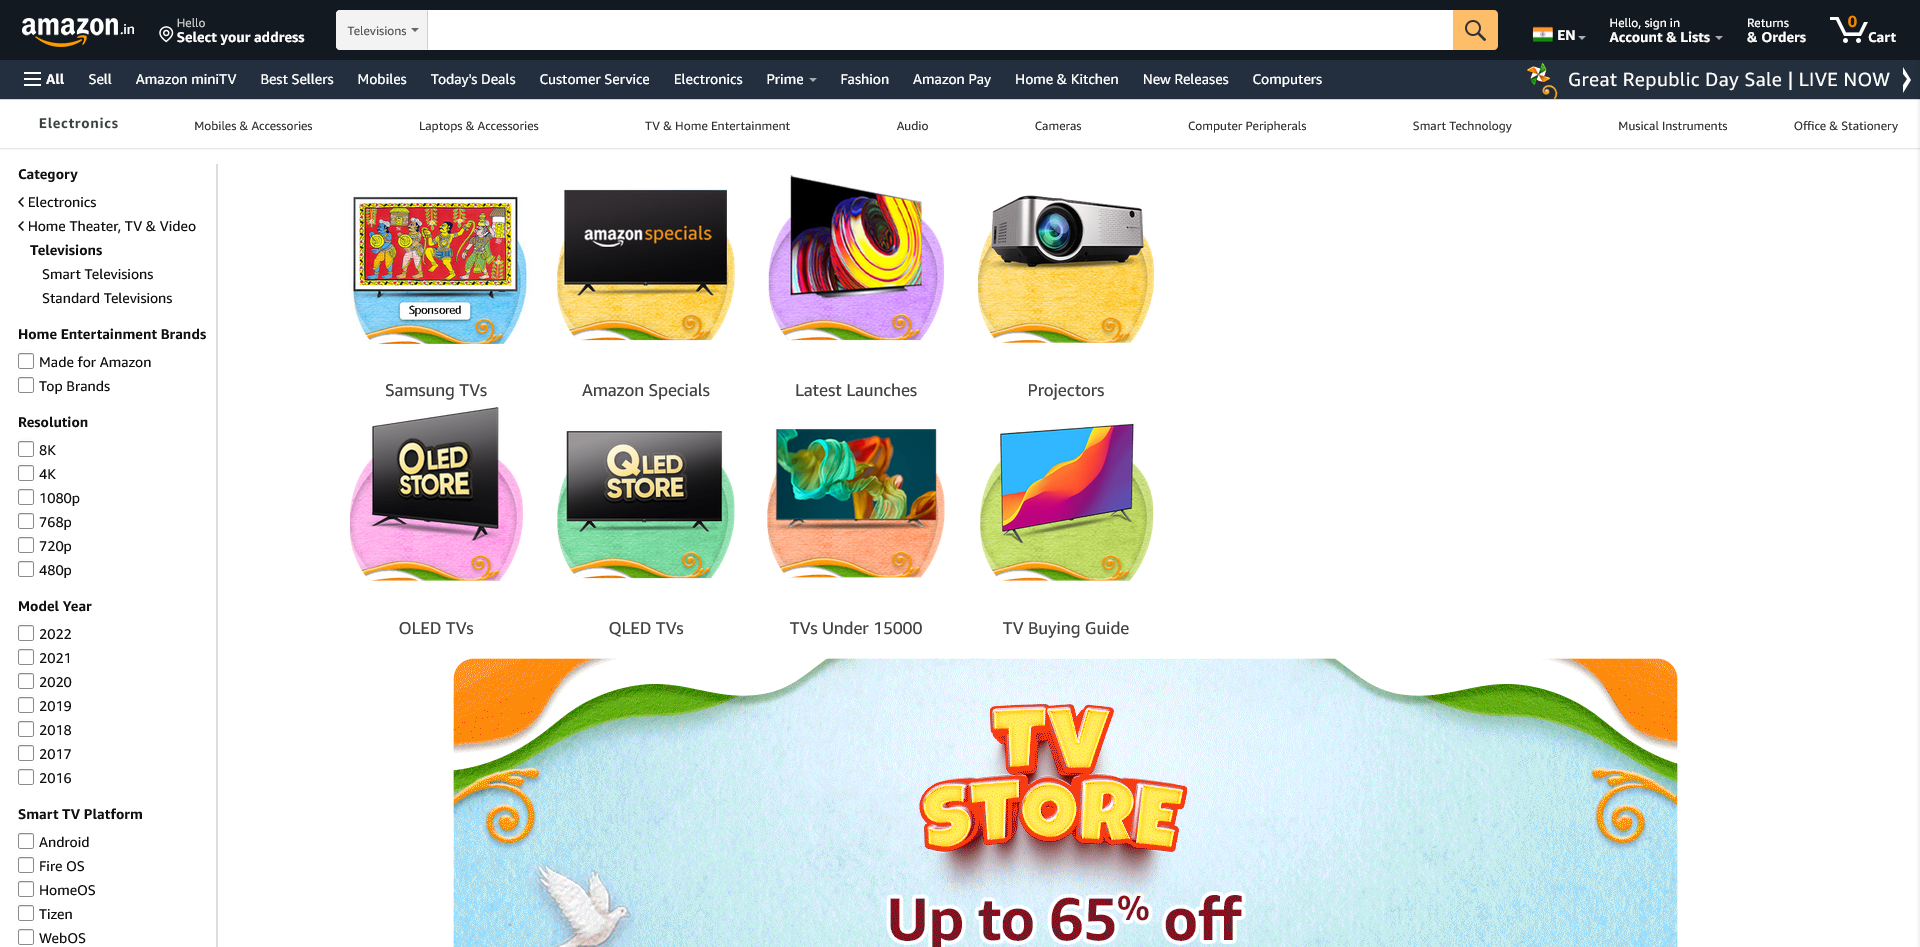 amazon.in
Hello
Select your address
Televisions
EN
Hello, sign in
Account & Lists
Returns
& Orders
0
Cart
All
Sell
Amazon miniTV
Best Sellers
Mobiles
Today's Deals
Customer Service
Electronics
Prime
Fashion
Amazon Pay
Home & Kitchen
New Releases
Computers
Great Republic Day Sale | LIVE NOW
Electronics
Mobiles & Accessories
Laptops & Accessories
TV & Home Entertainment
Audio
Cameras
Computer Peripherals
Smart Technology
Musical Instruments
Office & Stationery
Category
Electronics
Home Theater, TV & Video
Televisions
Smart Televisions
Standard Televisions
Home Entertainment Brands
Made for Amazon
Top Brands
Resolution
8K
4K
1080p
768p
720p
480p
Model Year
2022
2021
2020
2019
2018
2017
2016
Smart TV Platform
Android
Fire OS
HomeOS
Tizen
WebOS
Sponsored
amazon specials
Samsung TVs
Amazon Specials
Latest Launches
Projectors
OLED
STORE
QLED
STORE
OLED TVs
QLED TVs
TVs Under 15000
TV Buying Guide
TV
STORE
Up to 65% off